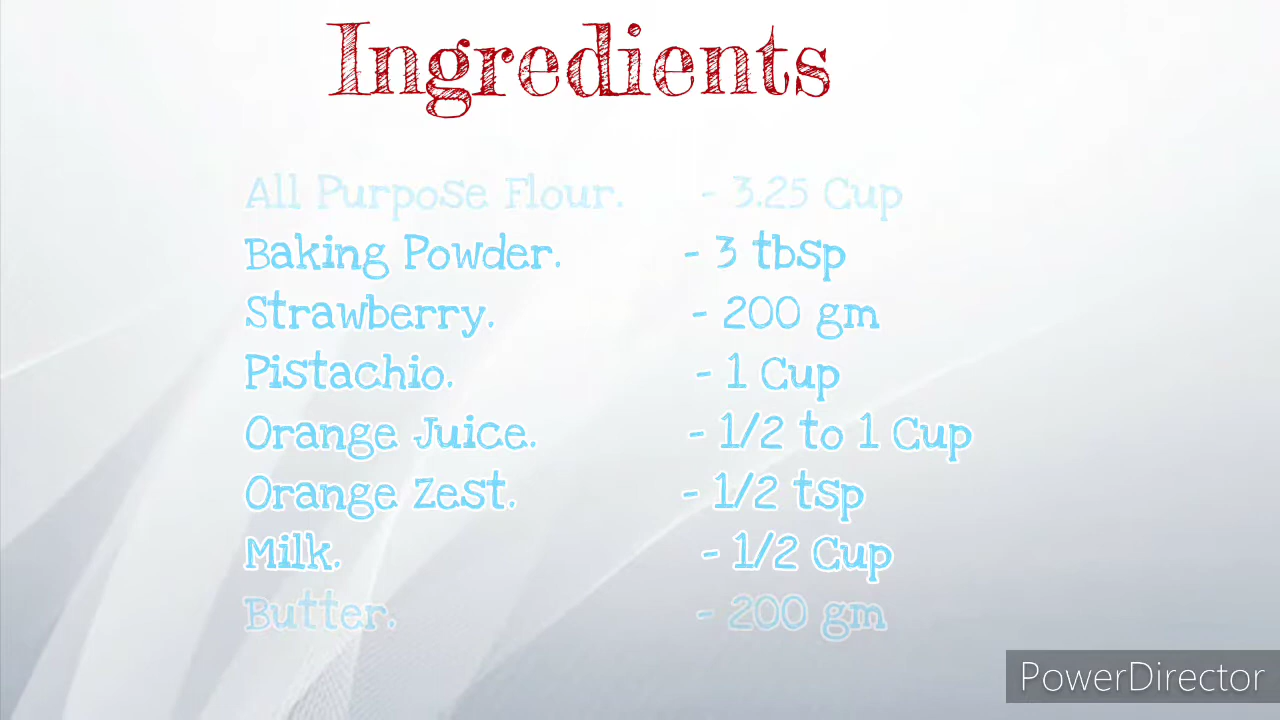 Ingredients
All Purpose Flour. - 3.25 Cup
Baking Powder. - 3 tbsp
Strawberry. - 200 gm
Pistachio. - 1 Cup
Orange Juice. - 1/2 to 1 Cup
Orange Zest. - 1/2 tsp
Milk. - 1/2 Cup
Butter. - 200 gm
PowerDirector